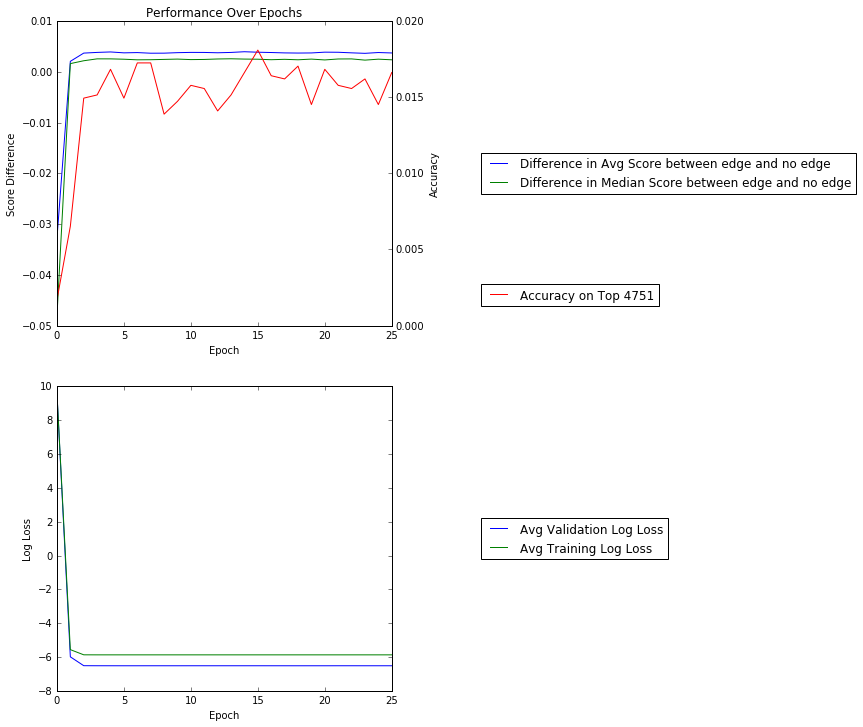 Performance Over Epochs
0.01
0.00
−0.01
−0.02
−0.03
−0.04
−0.05
Score Difference
0.020
0.015
0.010
0.005
0.000
Accuracy
0 5 10 15 20 25
Epoch
Difference in Avg Score between edge and no edge
Difference in Median Score between edge and no edge
Accuracy on Top 4751
10
8
6
4
2
0
−2
−4
−6
−8
Log Loss
0 5 10 15 20 25
Epoch
Avg Validation Log Loss
Avg Training Log Loss